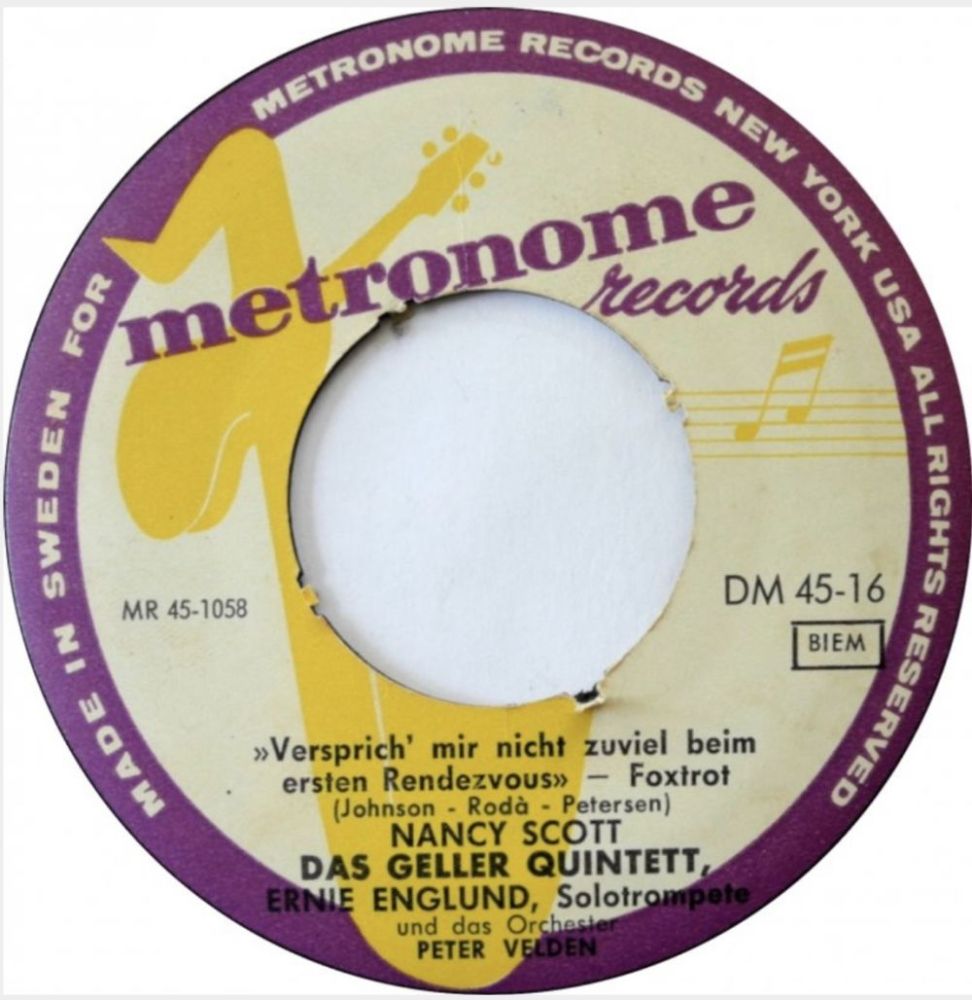 METRONOME RECORDS NEW YORK USA ALL RIGHTS RESERVED
MADE IN SWEDEN FOR
metronome
records
MR 45-1058
DM 45-16
BIEM
»Versprich' mir nicht zuviel beim
ersten Rendezvous» — Foxtrot
(Johnson - Rodà - Petersen)
NANCY SCOTT
DAS GELLER QUINTETT,
ERNIE ENGLUND, Solotrompete
und das Orchester
PETER VELDEN